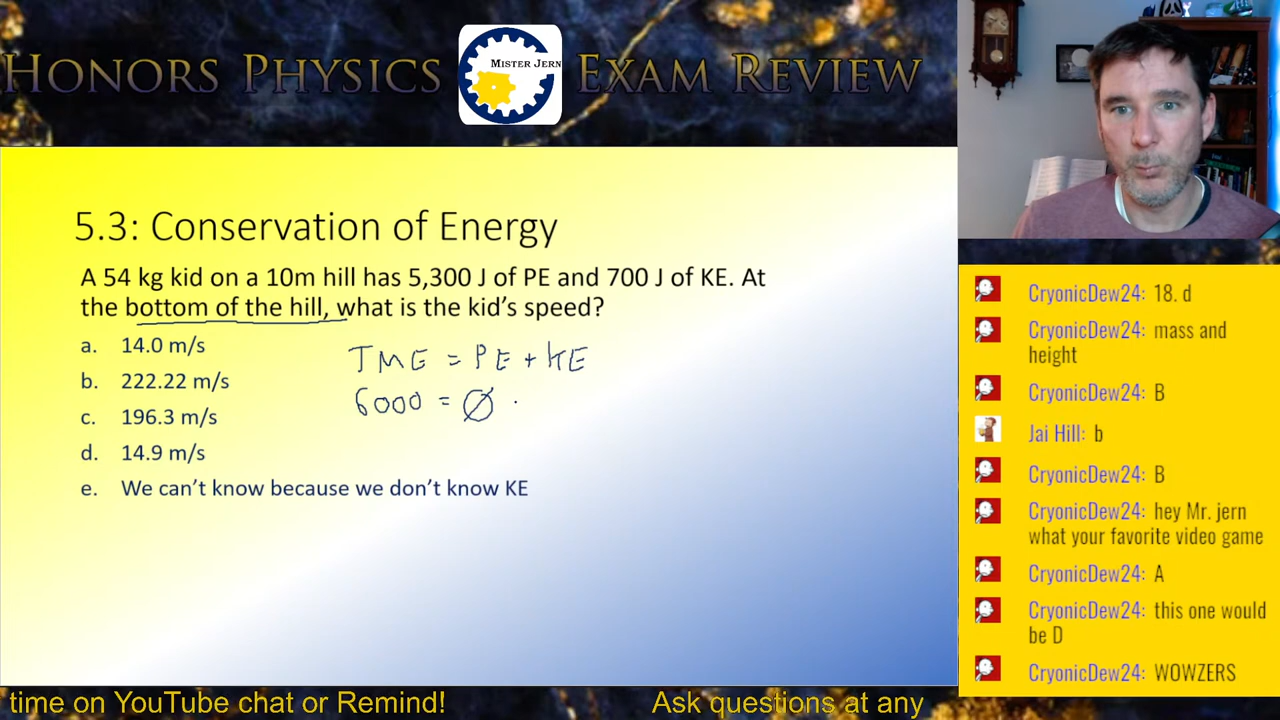 HONORS PHYSICS MISTER JERN EXAM REVIEW
5.3: Conservation of Energy
A 54 kg kid on a 10m hill has 5,300 J of PE and 700 J of KE. At
the bottom of the hill, what is the kid's speed?
a. 14.0 m/s
b. 222.22 m/s
c. 196.3 m/s
d. 14.9 m/s
e. We can't know because we don't know KE
TME = PE + KE
6000 = Ø
CryonicDew24: 18. d
CryonicDew24: mass and
height
CryonicDew24: B
Jai Hill: b
CryonicDew24: B
CryonicDew24: hey Mr. jern
what your favorite video game
CryonicDew24: A
CryonicDew24: this one would
be D
CryonicDew24: WOWZERS
time on YouTube chat or Remind! Ask questions at any